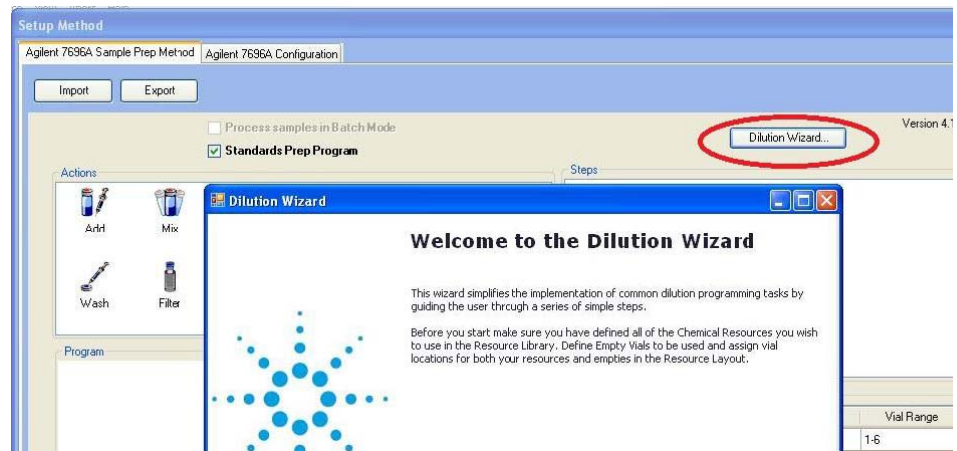 Setup Method
Agilent 7696A Sample Prep Method Agilent 7696A Configuration
Import Export
Process samples in Batch Mode
Standards Prep Program
Dilution Wizard...
Version 4.1
Actions
Steps
Add Mix
Wash Filter
Dilution Wizard
Welcome to the Dilution Wizard
This wizard simplifies the implementation of common dilution programming tasks by
guiding the user through a series of simple steps.
Before you start make sure you have defined all of the Chemical Resources you wish
to use in the Resource Library. Define Empty Vials to be used and assign vial
locations for both your resources and empties in the Resource Layout.
Program
Vial Range
1-6